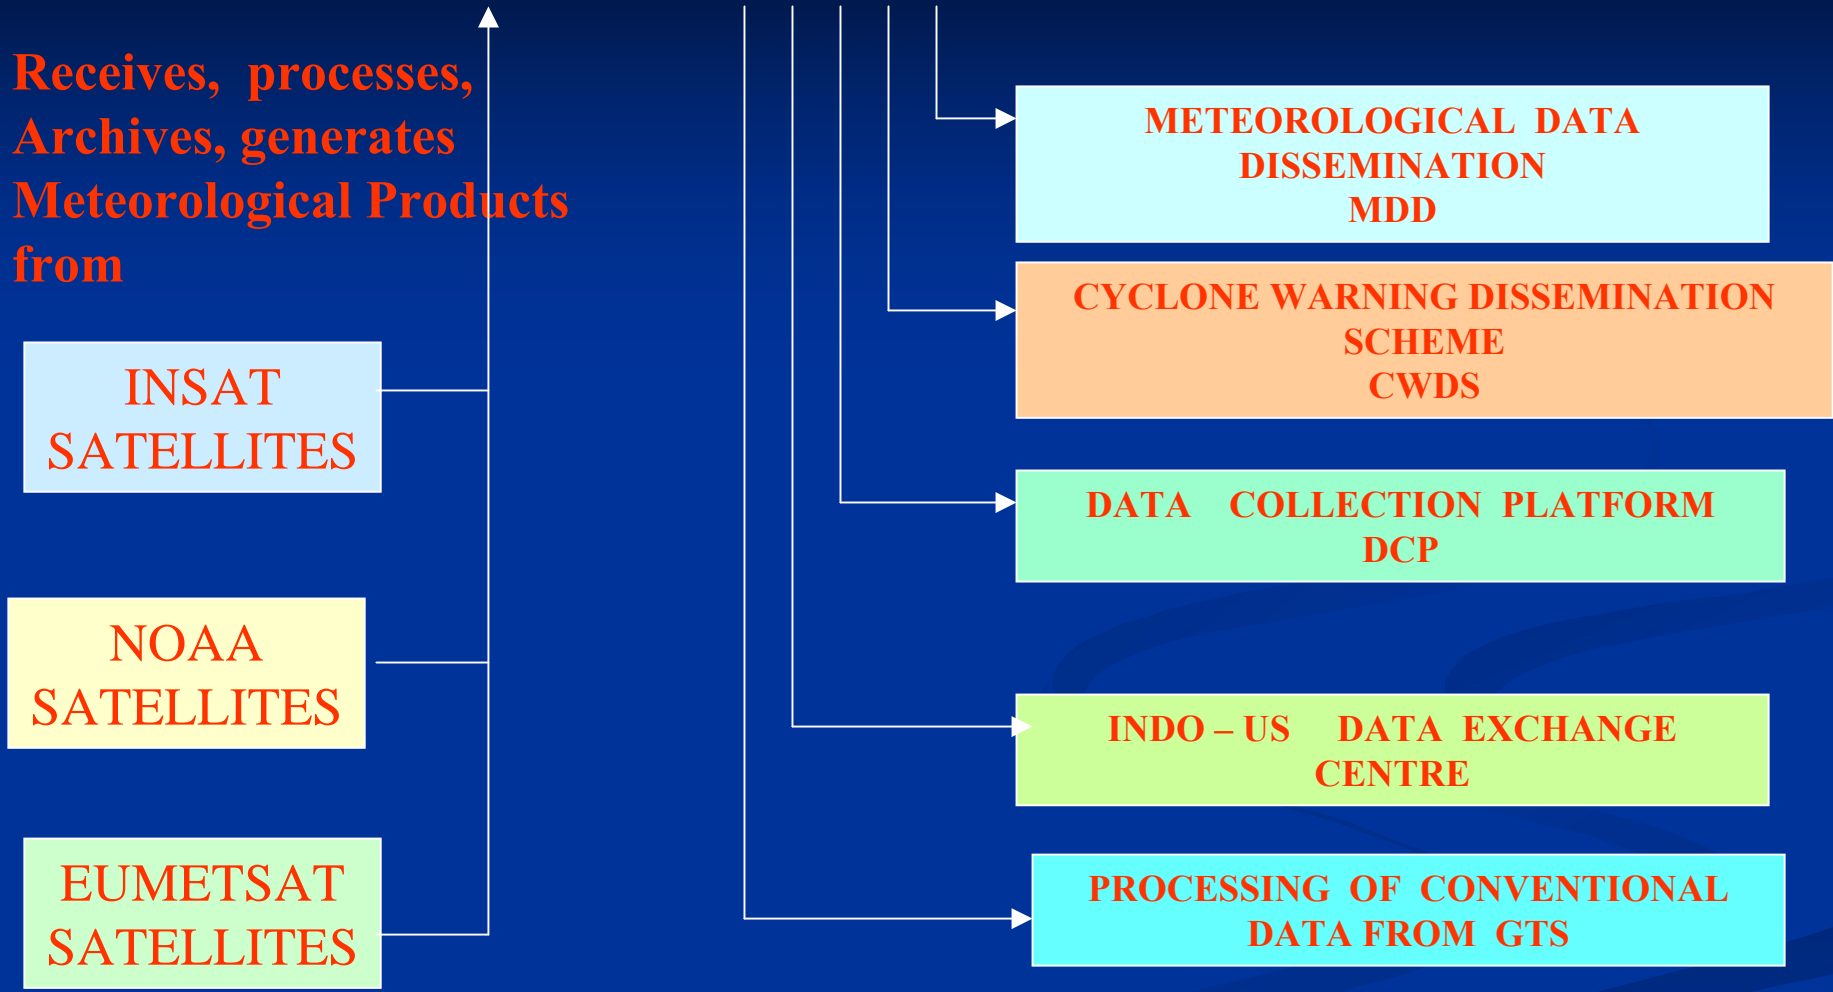 Receives, processes,
Archives, generates
Meteorological Products
from
INSAT
SATELLITES
NOAA
SATELLITES
EUMETSAT
SATELLITES
METEOROLOGICAL DATA
DISSEMINATION
MDD
CYCLONE WARNING DISSEMINATION
SCHEME
CWDS
DATA COLLECTION PLATFORM
DCP
INDO – US DATA EXCHANGE
CENTRE
PROCESSING OF CONVENTIONAL
DATA FROM GTS